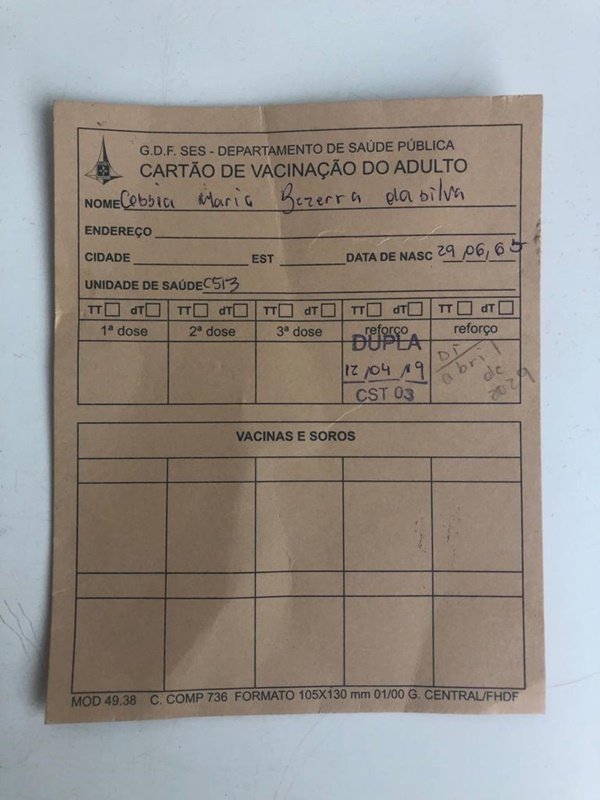 G.D.F. SES - DEPARTAMENTO DE SAÚDE PÚBLICA
CARTÃO DE VACINAÇÃO DO ADULTO
NOME Maria Bezerra da silva
ENDEREÇO
CIDADE EST DATA DE NASC 29,06,65
UNIDADE DE SAÚDE
TT dT TT dT TT dT TT dT TT dT
1ª dose 2ª dose 3ª dose reforço reforço
DUPLA
12,04,19
CST 03
DT
abril
de
2029
VACINAS E SOROS
MOD 49.38 C. COMP 736 FORMATO 105X130 mm 01/00 G. CENTRAL/FHDF